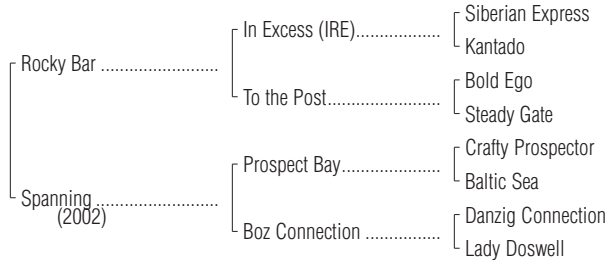 Siberian Express
In Excess (IRE)....................
Kantado
Rocky Bar ............................
Bold Ego
To the Post...........................
Steady Gate
Crafty Prospector
Prospect Bay.......................
Baltic Sea
Spanning .............................
(2002)
Danzig Connection
Boz Connection ..................
Lady Doswell